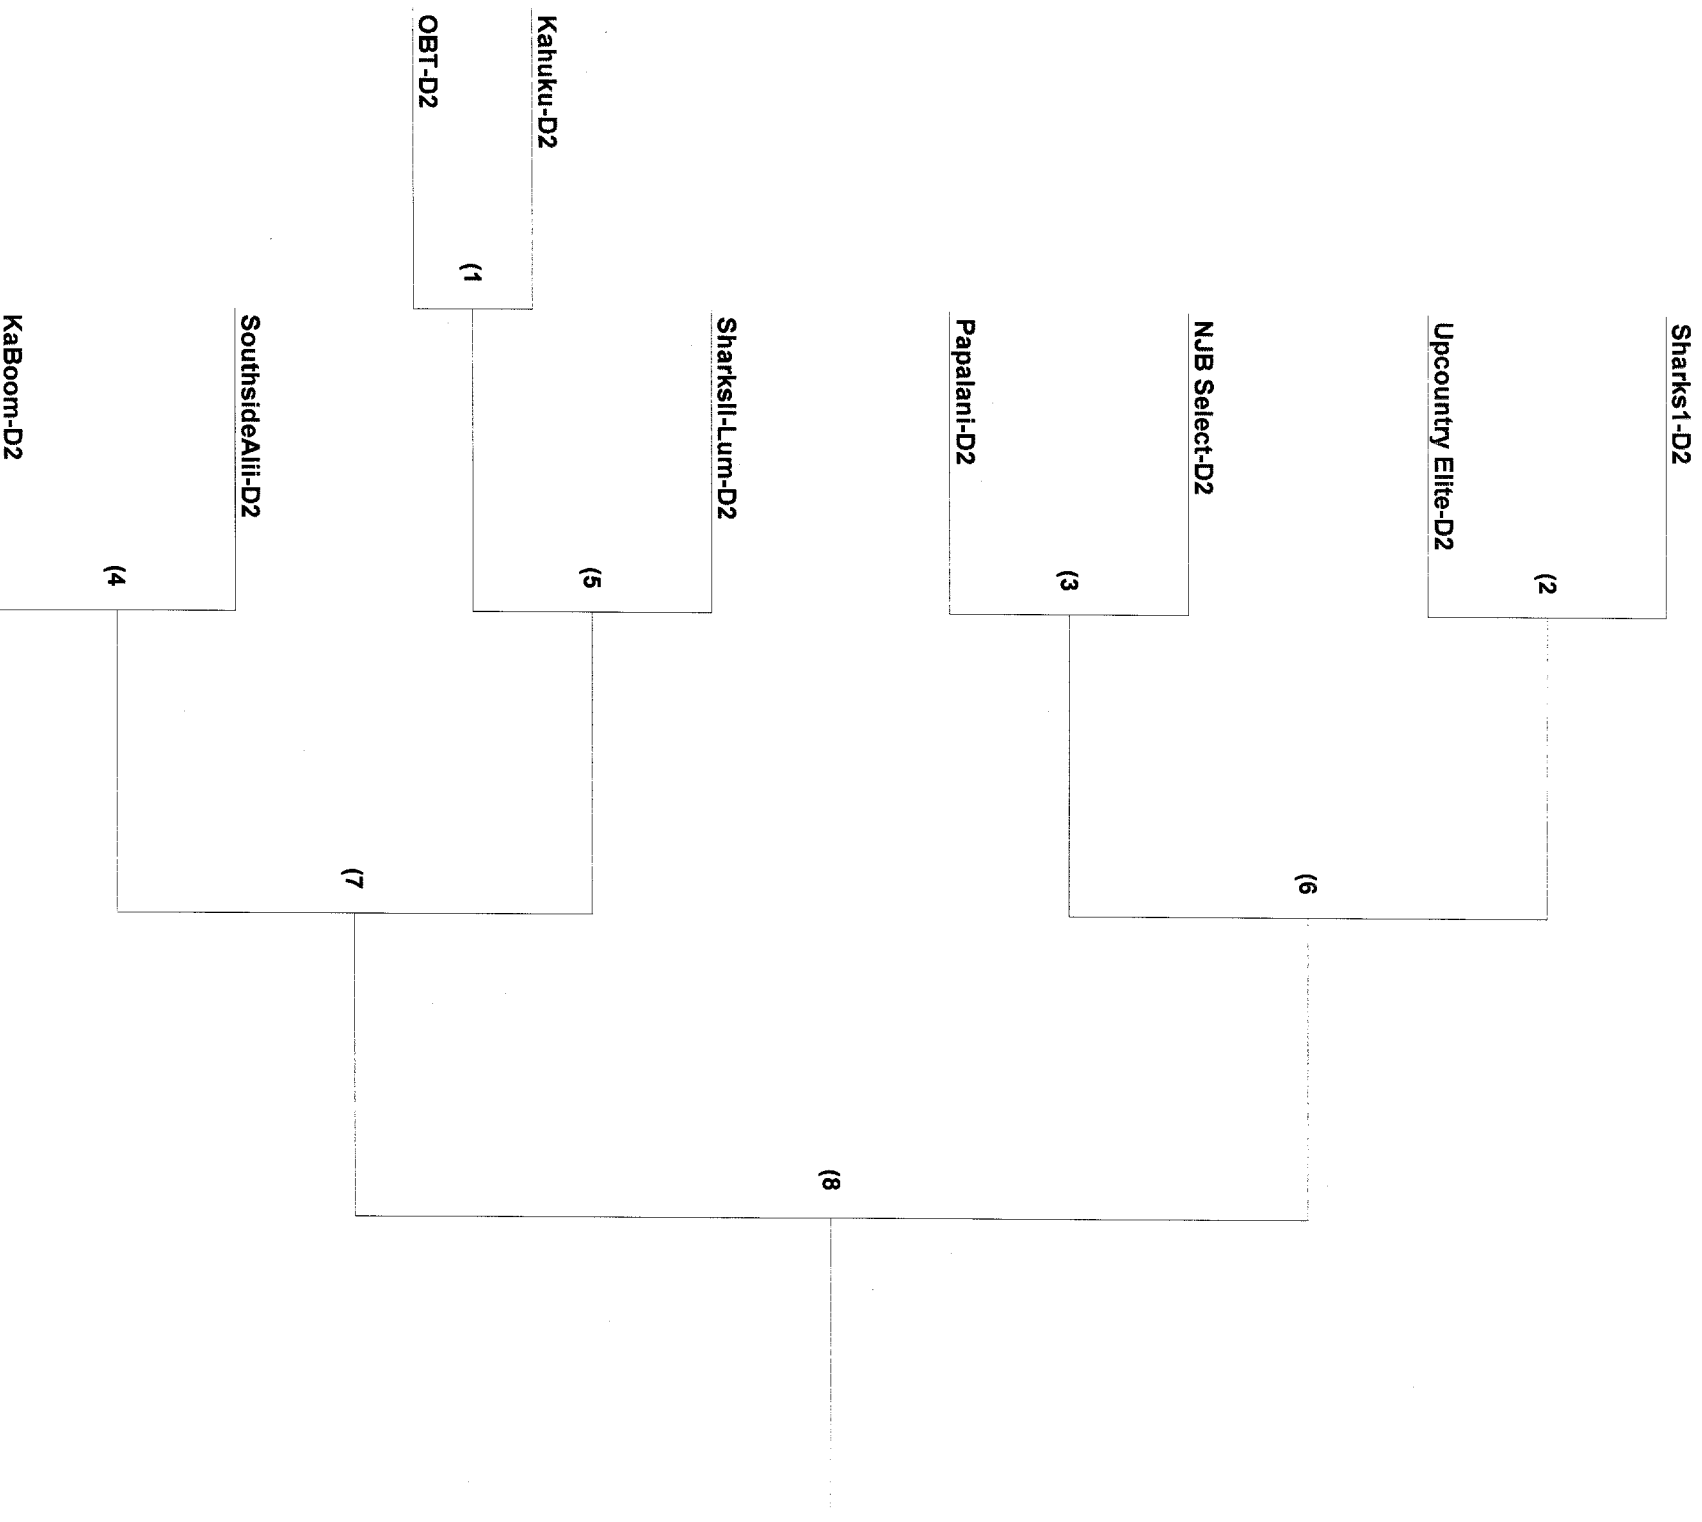 Sharks1-D2
(2
Upcountry Elite-D2
(6
NJB Select-D2
(3
Papalani-D2
(8
SharksII-Lum-D2
(5
Kahuku-D2
(1
OBT-D2
(7
SouthsideAlii-D2
(4
KaBoom-D2